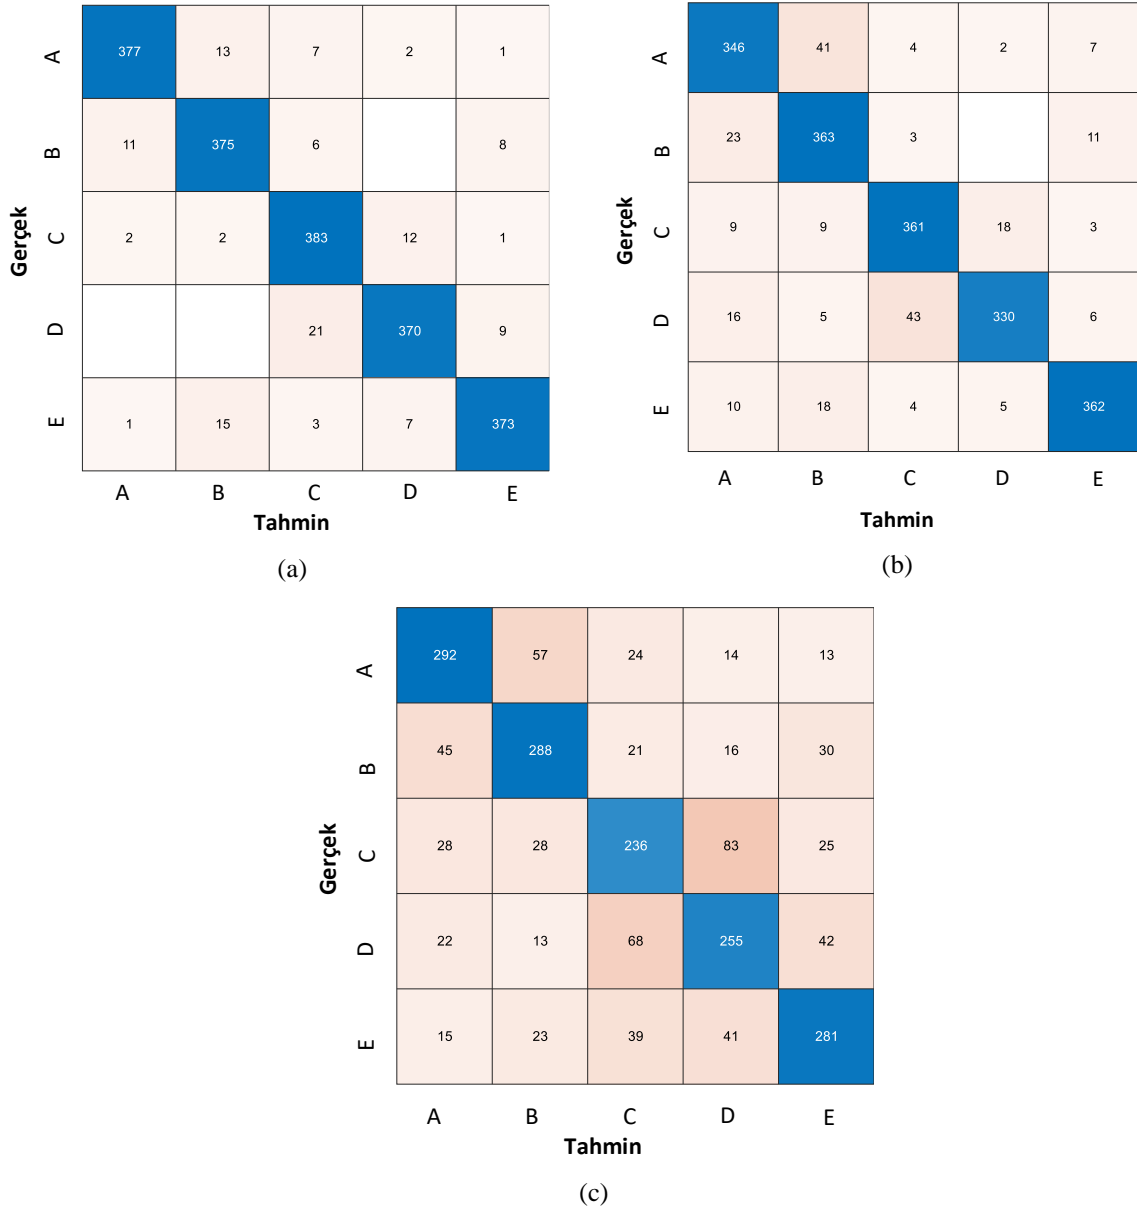 A 377 13 7 2 1
B 11 375 6 8
C 2 2 383 12 1
D 21 370 9
E 1 15 3 7 373
Gerçek
A B C D E
Tahmin
(a)
A 346 41 4 2 7
B 23 363 3 11
C 9 9 361 18 3
D 16 5 43 330 6
E 10 18 4 5 362
Gerçek
A B C D E
Tahmin
(b)
A 292 57 24 14 13
B 45 288 21 16 30
C 28 28 236 83 25
D 22 13 68 255 42
E 15 23 39 41 281
Gerçek
A B C D E
Tahmin
(c)